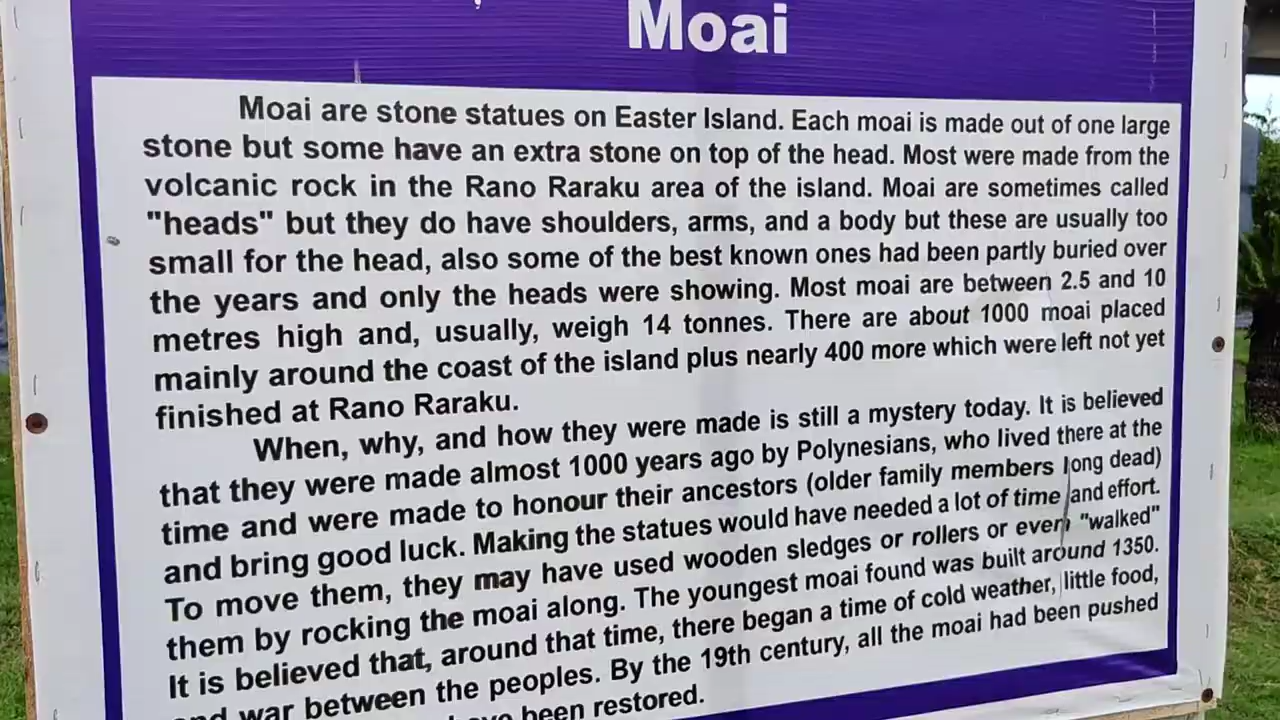 Moai
Moai are stone statues on Easter Island. Each moai is made out of one large
stone but some have an extra stone on top of the head. Most were made from the
volcanic rock in the Rano Raraku area of the island. Moai are sometimes called
"heads" but they do have shoulders, arms, and a body but these are usually too
small for the head, also some of the best known ones had been partly buried over
the years and only the heads were showing. Most moai are between 2.5 and 10
metres high and, usually, weigh 14 tonnes. There are about 1000 moai placed
mainly around the coast of the island plus nearly 400 more which were left not yet
finished at Rano Raraku.
When, why, and how they were made is still a mystery today. It is believed
that they were made almost 1000 years ago by Polynesians, who lived there at the
time and were made to honour their ancestors (older family members long dead)
and bring good luck. Making the statues would have needed a lot of time and effort.
To move them, they may have used wooden sledges or rollers or even "walked"
them by rocking the moai along. The youngest moai found was built around 1350.
It is believed that, around that time, there began a time of cold weather, little food,
and war between the peoples. By the 19th century, all the moai had been pushed
have been restored.